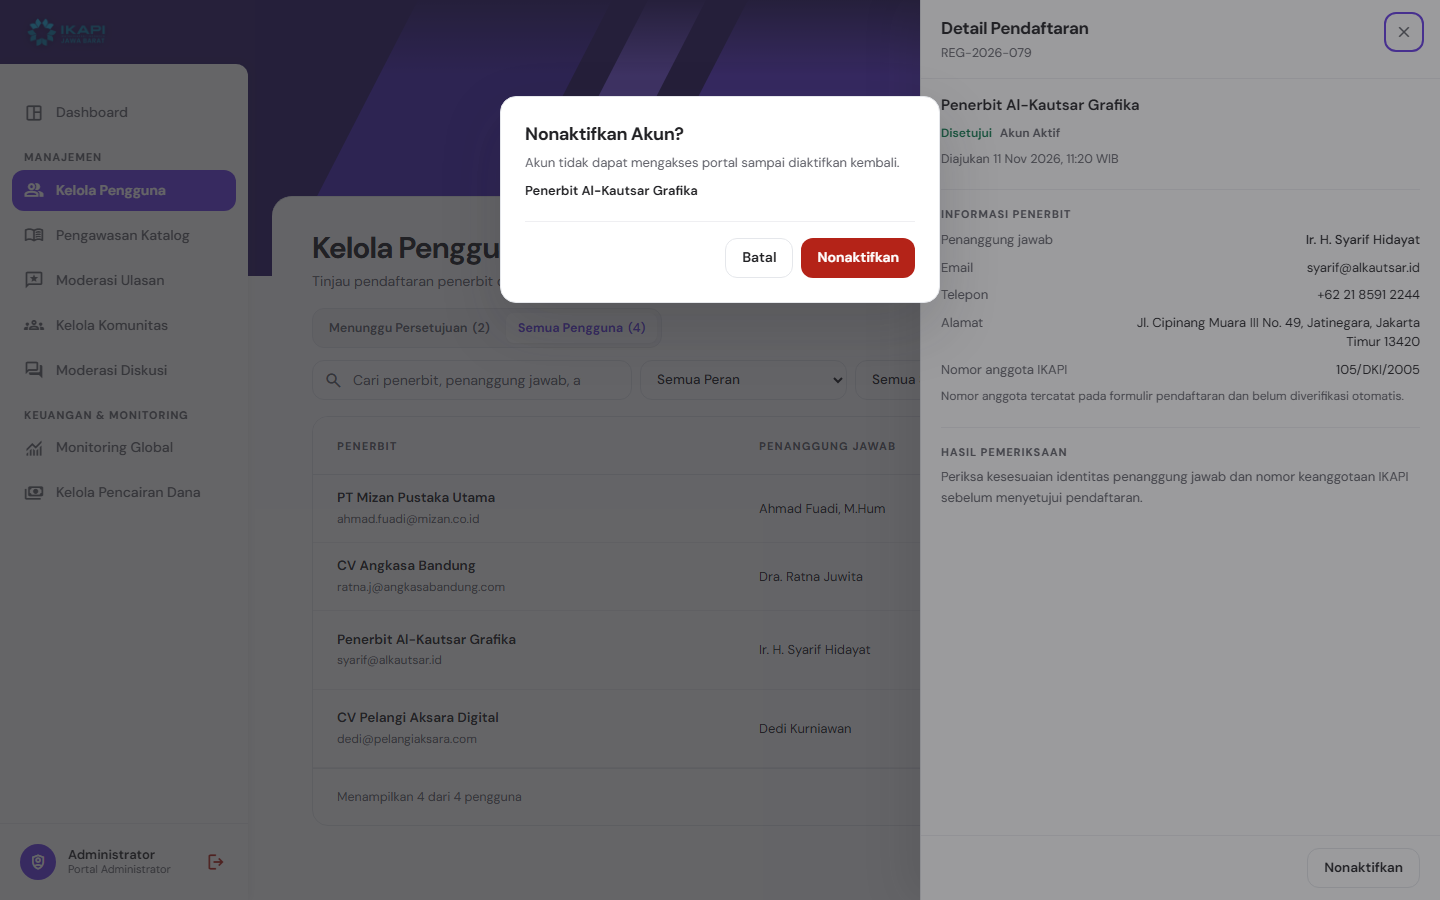 IKAPI
JAWA BARAT
Dashboard
MANAJEMEN
Kelola Pengguna
Pengawasan Katalog
Moderasi Ulasan
Kelola Komunitas
Moderasi Diskusi
KEUANGAN & MONITORING
Monitoring Global
Kelola Pencairan Dana
Administrator
Portal Administrator
Kelola Penggu
Tinjau pendaftaran penerbit
Menunggu Persetujuan (2)
Semua Pengguna (4)
Cari penerbit, penanggung jawab, a
Semua Peran
Semua
PENERBIT
PENANGGUNG JAWAB
PT Mizan Pustaka Utama
ahmad.fuadi@mizan.co.id
Ahmad Fuadi, M.Hum
CV Angkasa Bandung
ratna.j@angkasabandung.com
Dra. Ratna Juwita
Penerbit Al-Kautsar Grafika
syarif@alkautsar.id
Ir. H. Syarif Hidayat
CV Pelangi Aksara Digital
dedi@pelangiaksara.com
Dedi Kurniawan
Menampilkan 4 dari 4 pengguna
Nonaktifkan Akun?
Akun tidak dapat mengakses portal sampai diaktifkan kembali.
Penerbit Al-Kautsar Grafika
Batal
Nonaktifkan
Detail Pendaftaran
REG-2026-079
Penerbit Al-Kautsar Grafika
Disetujui Akun Aktif
Diajukan 11 Nov 2026, 11:20 WIB
INFORMASI PENERBIT
Penanggung jawab
Ir. H. Syarif Hidayat
Email
syarif@alkautsar.id
Telepon
+62 21 8591 2244
Alamat
Jl. Cipinang Muara III No. 49, Jatinegara, Jakarta
Timur 13420
Nomor anggota IKAPI
105/DKI/2005
Nomor anggota tercatat pada formulir pendaftaran dan belum diverifikasi otomatis.
HASIL PEMERIKSAAN
Periksa kesesuaian identitas penanggung jawab dan nomor keanggotaan IKAPI
sebelum menyetujui pendaftaran.
Nonaktifkan